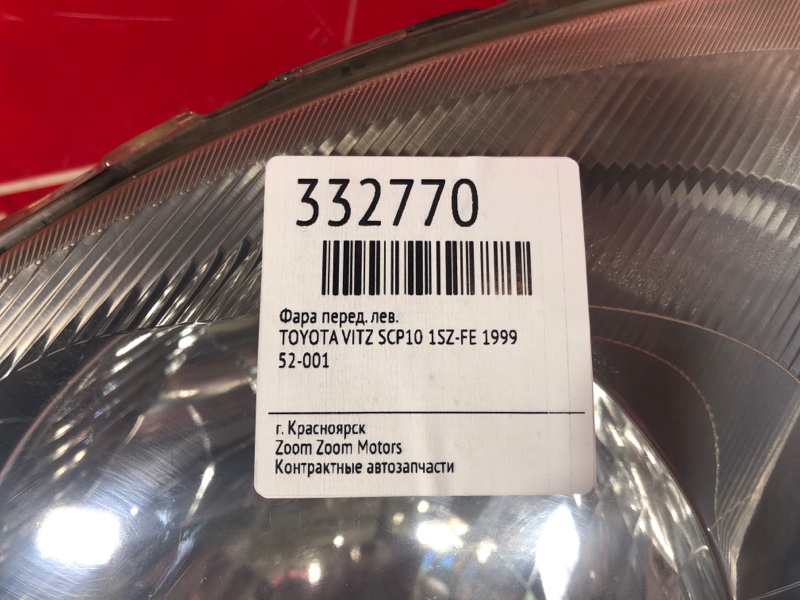 332770
Фара перед. лев.
TOYOTA VITZ SCP10 1SZ-FE 1999
52-001
г. Красноярск
Zoom Zoom Motors
Контрактные автозапчасти